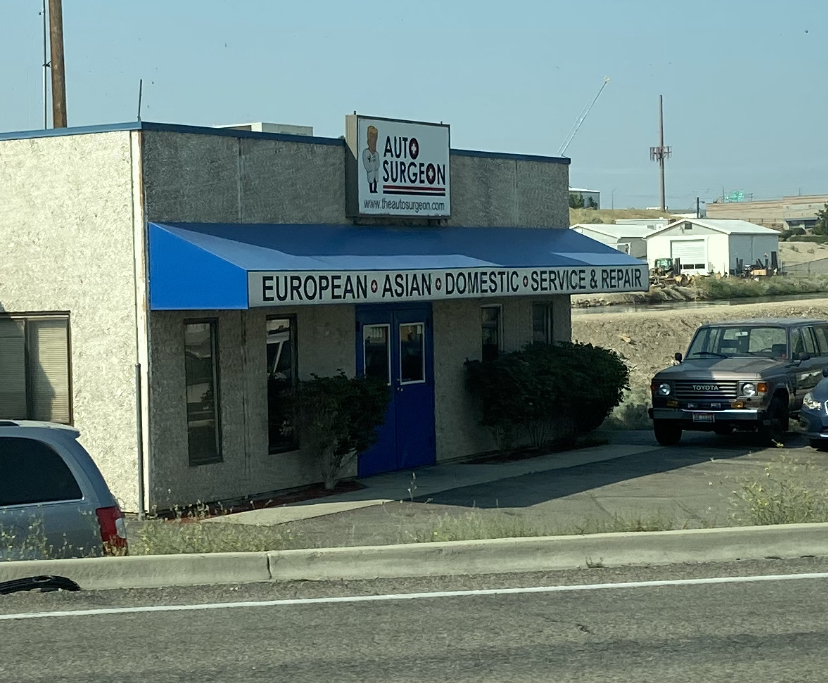 AUTO
SURGEON
www.theautosurgeon.com
EUROPEAN ASIAN DOMESTIC SERVICE & REPAIR
TOYOTA